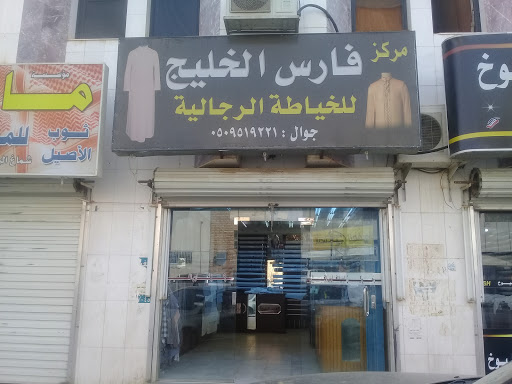 مركز فارس الخليج
للخياطة الرجالية
جوال : ٠٥٠٩٥١٩٢٢١
ثوب
الأصيل